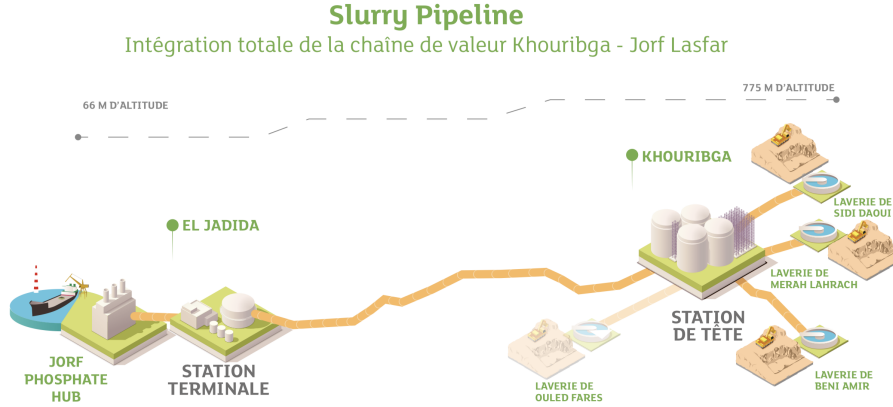 Slurry Pipeline
Intégration totale de la chaîne de valeur Khouribga - Jorf Lasfar
66 M D'ALTITUDE
775 M D'ALTITUDE
KHOURIBGA
EL JADIDA
LAVERIE DE
SIDI DAOUI
LAVERIE DE
MERAH LAHRACH
STATION
DE TÊTE
JORF
PHOSPHATE
HUB
STATION
TERMINALE
LAVERIE DE
OULED FARES
LAVERIE DE
BENI AMIR